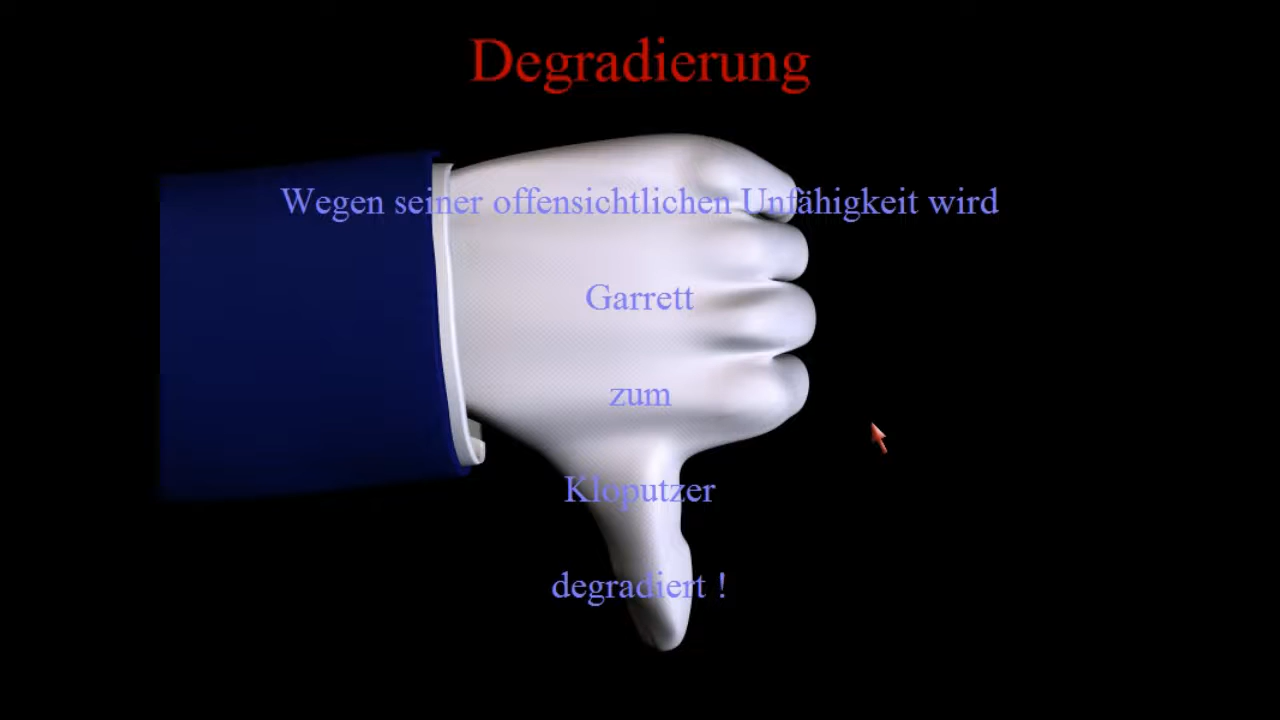 Degradierung
Wegen seiner offensichtlichen Unfähigkeit wird
Garrett
zum
Kloputzer
degradiert !